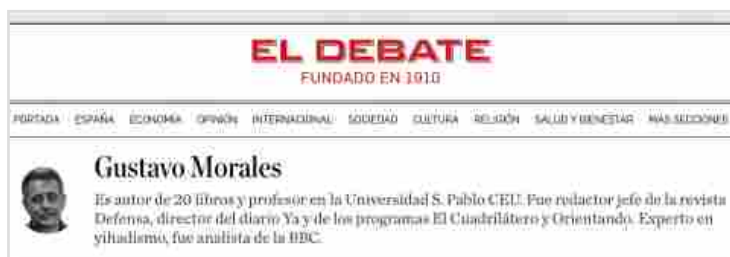 EL DEBATE
FUNDADO EN 1910
PORTADA ESPAÑA ECONOMÍA OPINIÓN INTERNACIONAL SOCIEDAD CULTURA RELIGIÓN SALUD Y BIENESTAR MÁS SECCIONES
Gustavo Morales
Es autor de 20 libros y profesor en la Universidad S. Pablo CEU. Fue redactor jefe de la revista
Defensa, director del diario Ya y de los programas El Cuadrilátero y Orientando. Experto en
yihadismo, fue analista de la BBC.